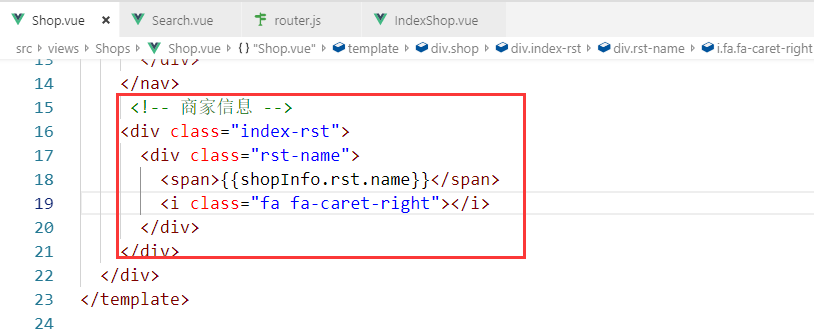 Shop.vue × Search.vue router.js IndexShop.vue
src > views > Shops > Shop.vue > {} "Shop.vue" > template > div.shop > div.index-rst > div.rst-name > i.fa.fa-caret-right
13 </div>
14 </nav>
15 <!-- 商家信息 -->
16 <div class="index-rst">
17 <div class="rst-name">
18 <span>{{shopInfo.rst.name}}</span>
19 <i class="fa fa-caret-right"></i>
20 </div>
21 </div>
22 </div>
23 </template>
24